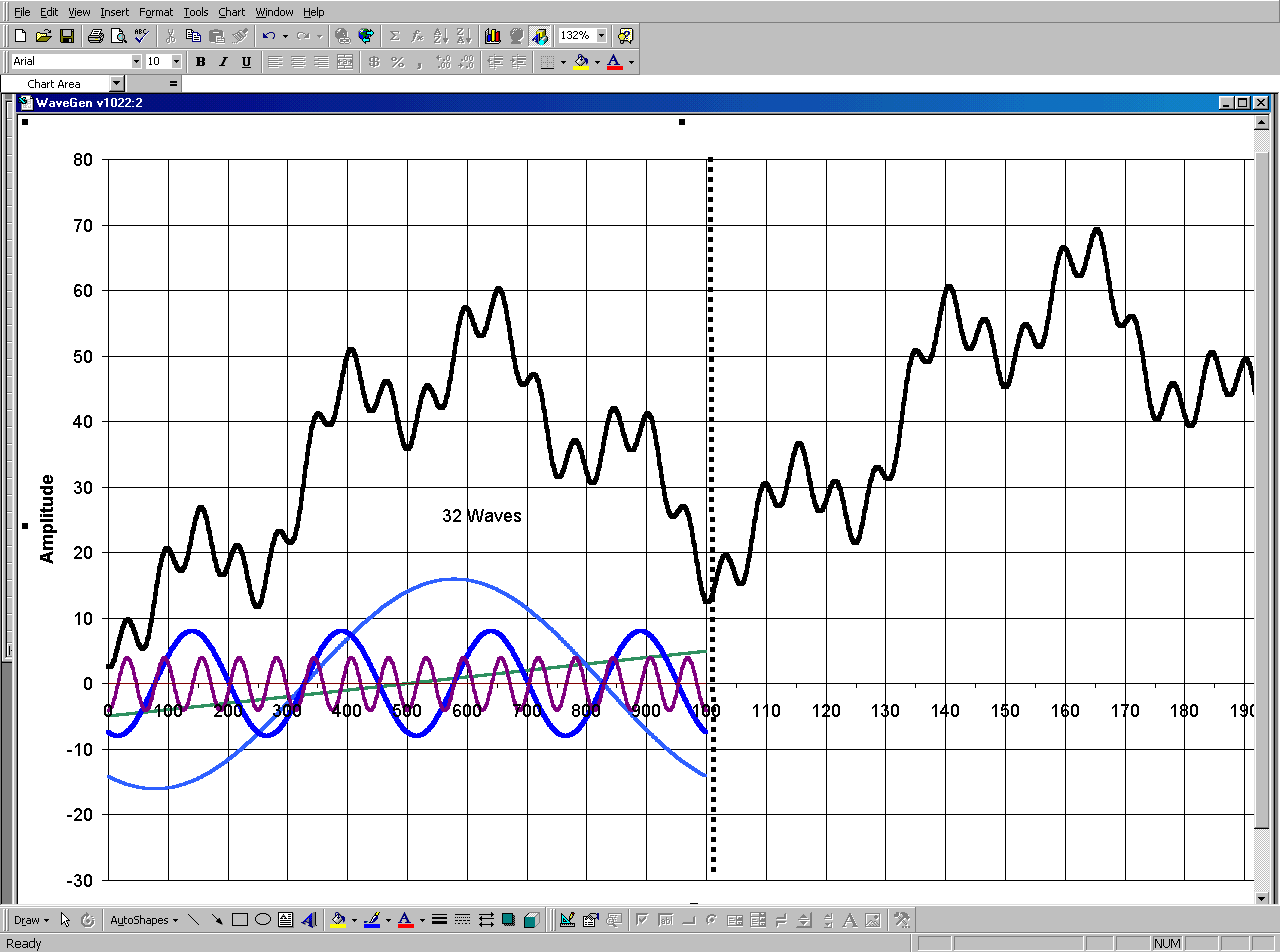 File Edit View Insert Format Tools Chart Window Help
132%
Arial 10 B I U $ % ,
Chart Area =
WaveGen v1022:2
80
70
60
50
40
30
20
10
0
-10
-20
-30
Amplitude
32 Waves
0 100 200 300 400 500 600 700 800 900 100 110 120 130 140 150 160 170 180 190
Draw AutoShapes
Ready NUM